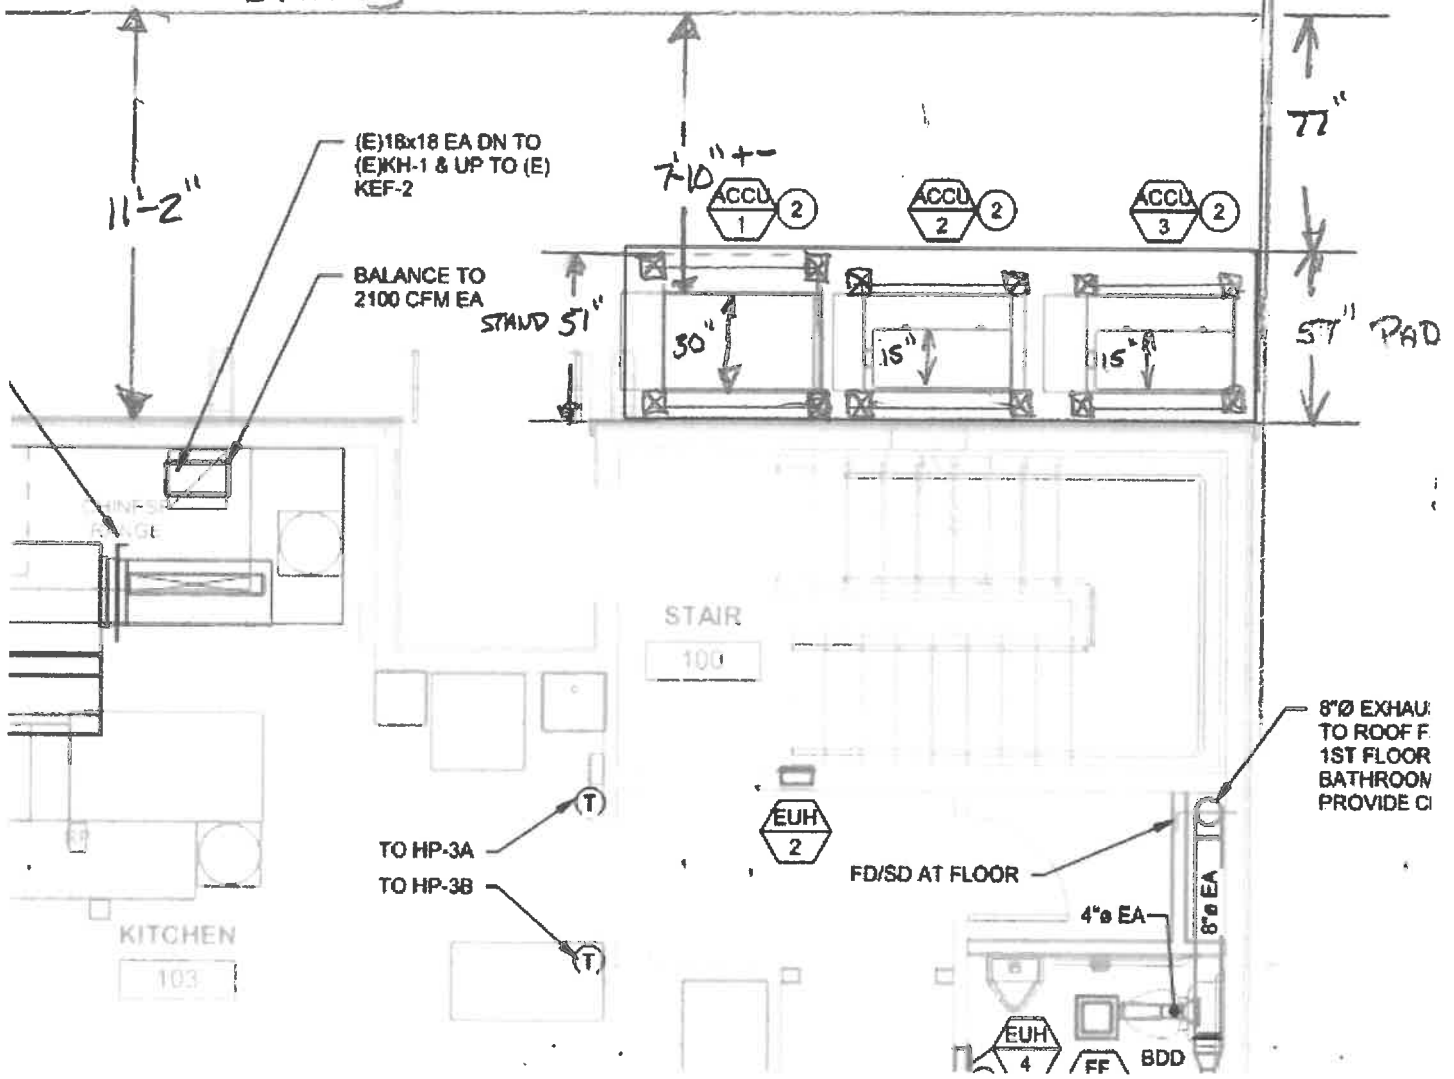 77"
(E)18x18 EA DN TO
(E)KH-1 & UP TO (E)
KEF-2
11'-2"
7'-10" +-
ACCU
1
2
ACCU
2
2
ACCU
3
2
BALANCE TO
2100 CFM EA
STAND 51"
30"
15"
15"
57" PAD
CHINESE
RANGE
STAIR
100
8"Ø EXHAU
TO ROOF F
1ST FLOOR
BATHROOM
PROVIDE
T
EUH
2
TO HP-3A
TO HP-3B
FD/SD AT FLOOR
8"ø EA
4"ø EA
KITCHEN
103
T
EUH
4
EF
BDD